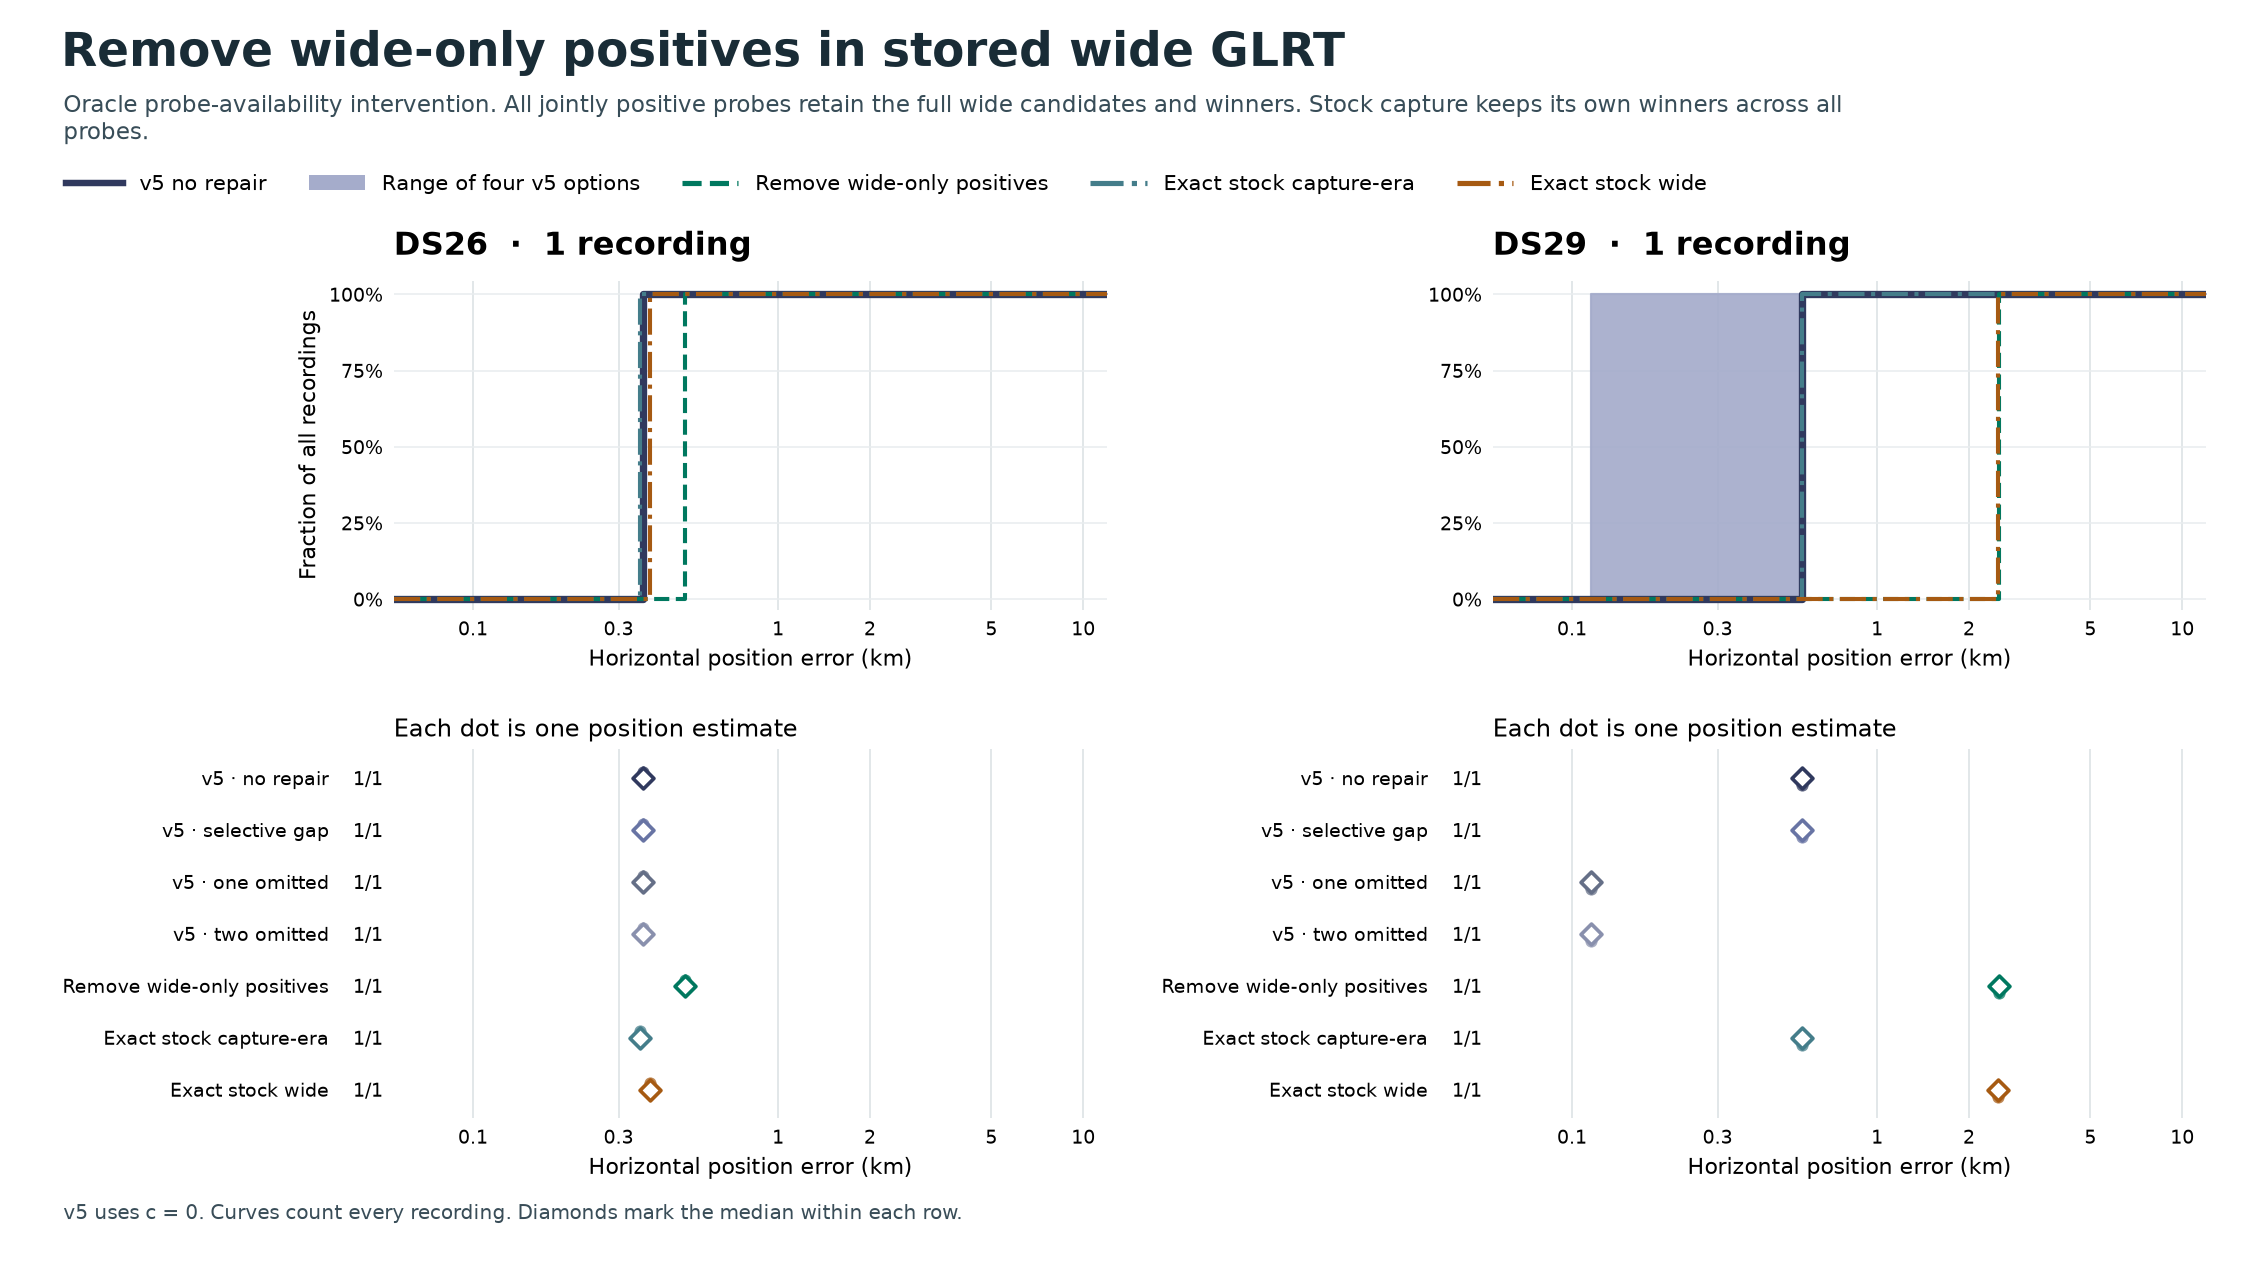 Remove wide-only positives in stored wide GLRT
Oracle probe-availability intervention. All jointly positive probes retain the full wide candidates and winners. Stock capture keeps its own winners across all
probes.
v5 no repair
Range of four v5 options
Remove wide-only positives
Exact stock capture-era
Exact stock wide
DS26 · 1 recording
Fraction of all recordings
100%
75%
50%
25%
0%
0.1 0.3 1 2 5 10
Horizontal position error (km)
DS29 · 1 recording
100%
75%
50%
25%
0%
0.1 0.3 1 2 5 10
Horizontal position error (km)
Each dot is one position estimate
v5 · no repair 1/1
v5 · selective gap 1/1
v5 · one omitted 1/1
v5 · two omitted 1/1
Remove wide-only positives 1/1
Exact stock capture-era 1/1
Exact stock wide 1/1
0.1 0.3 1 2 5 10
Horizontal position error (km)
Each dot is one position estimate
v5 · no repair 1/1
v5 · selective gap 1/1
v5 · one omitted 1/1
v5 · two omitted 1/1
Remove wide-only positives 1/1
Exact stock capture-era 1/1
Exact stock wide 1/1
0.1 0.3 1 2 5 10
Horizontal position error (km)
v5 uses c = 0. Curves count every recording. Diamonds mark the median within each row.